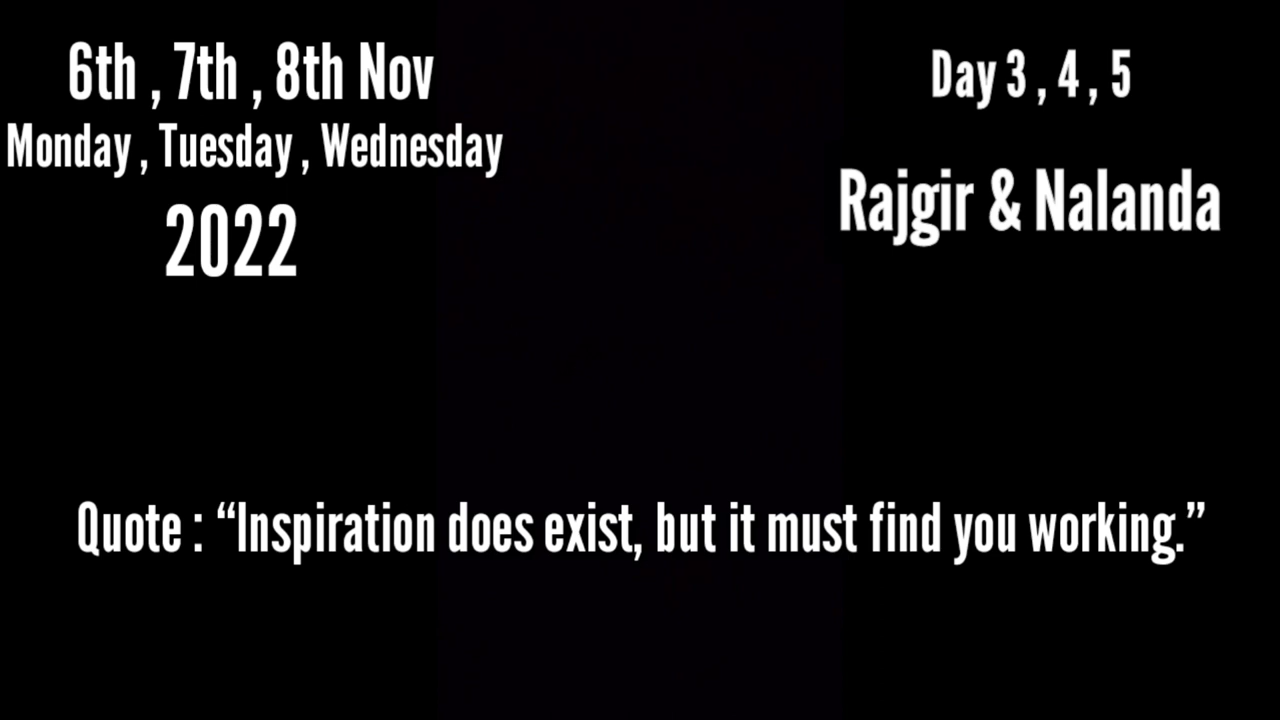 6th , 7th , 8th Nov
Monday , Tuesday , Wednesday
2022
Day 3 , 4 , 5
Rajgir & Nalanda
Quote : “Inspiration does exist, but it must find you working.”